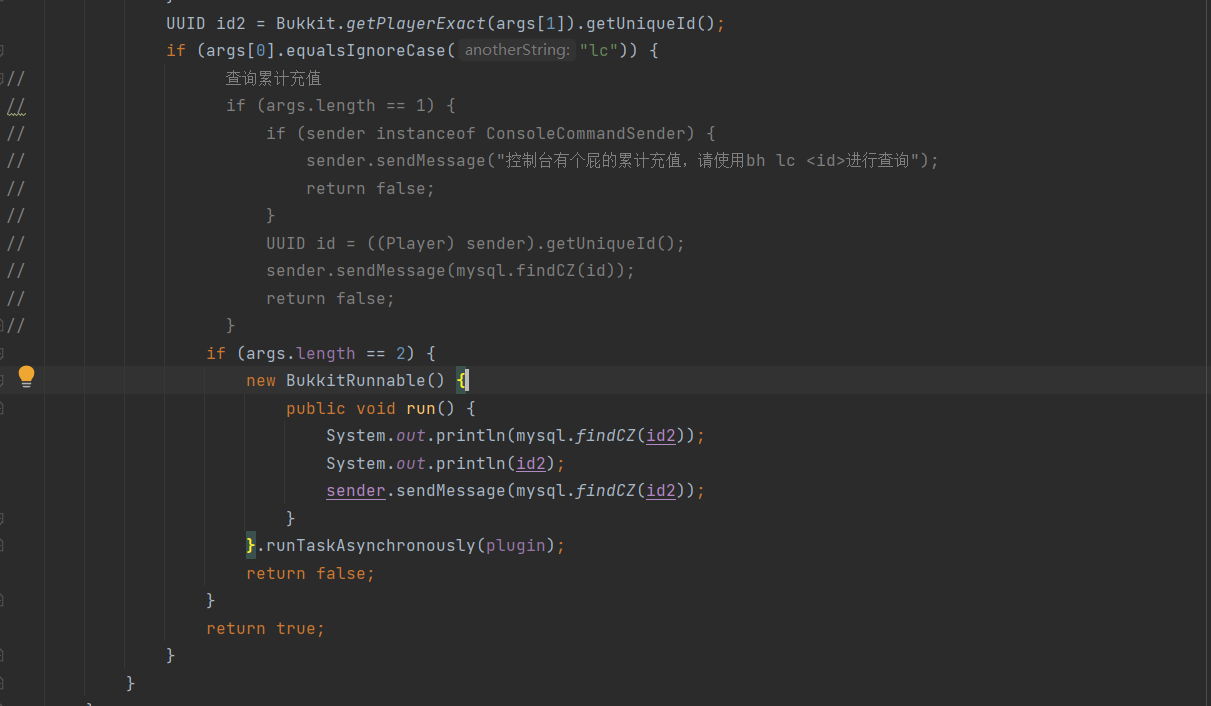 UUID id2 = Bukkit.getPlayerExact(args[1]).getUniqueId();
if (args[0].equalsIgnoreCase( anotherString: "lc")) {
// 查询累计充值
// if (args.length == 1) {
// if (sender instanceof ConsoleCommandSender) {
// sender.sendMessage("控制台有个屁的累计充值，请使用bh lc <id>进行查询");
// return false;
// }
// UUID id = ((Player) sender).getUniqueId();
// sender.sendMessage(mysql.findCZ(id));
// return false;
// }
if (args.length == 2) {
new BukkitRunnable() {
public void run() {
System.out.println(mysql.findCZ(id2));
System.out.println(id2);
sender.sendMessage(mysql.findCZ(id2));
}
}.runTaskAsynchronously(plugin);
return false;
}
return true;
}
}